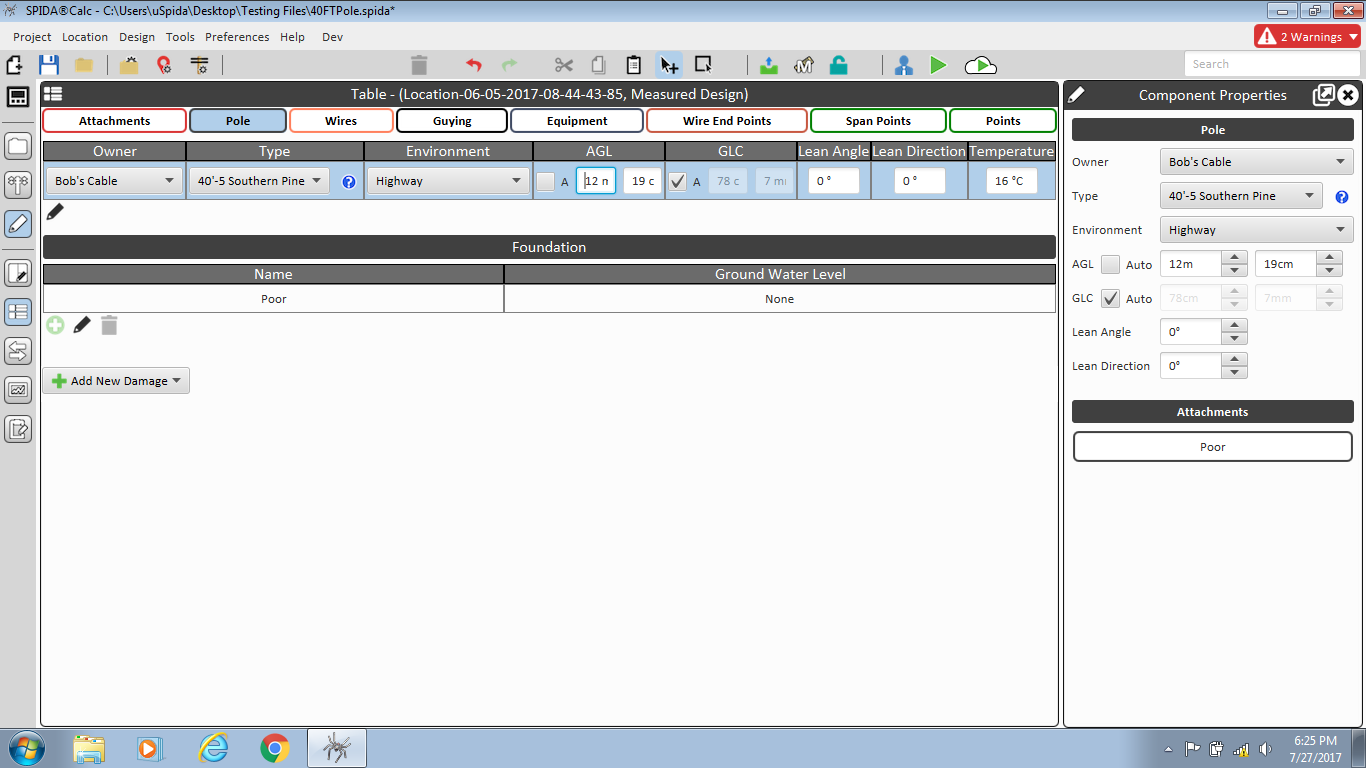 SPIDA®Calc - C:\Users\uSpida\Desktop\Testing Files\40FTPole.spida*
Project Location Design Tools Preferences Help Dev
2 Warnings
Search
Table - (Location-06-05-2017-08-44-43-85, Measured Design)
Attachments Pole Wires Guying Equipment Wire End Points Span Points Points
Owner Type Environment AGL GLC Lean Angle Lean Direction Temperature
Bob's Cable 40'-5 Southern Pine Highway A 12 m 19 c A 78 c 7 m 0 ° 0 ° 16 °C
Foundation
Name Ground Water Level
Poor None
Add New Damage
Component Properties
Pole
Owner Bob's Cable
Type 40'-5 Southern Pine
Environment Highway
AGL Auto 12m 19cm
GLC Auto 78cm 7mm
Lean Angle 0°
Lean Direction 0°
Attachments
Poor
6:25 PM
7/27/2017